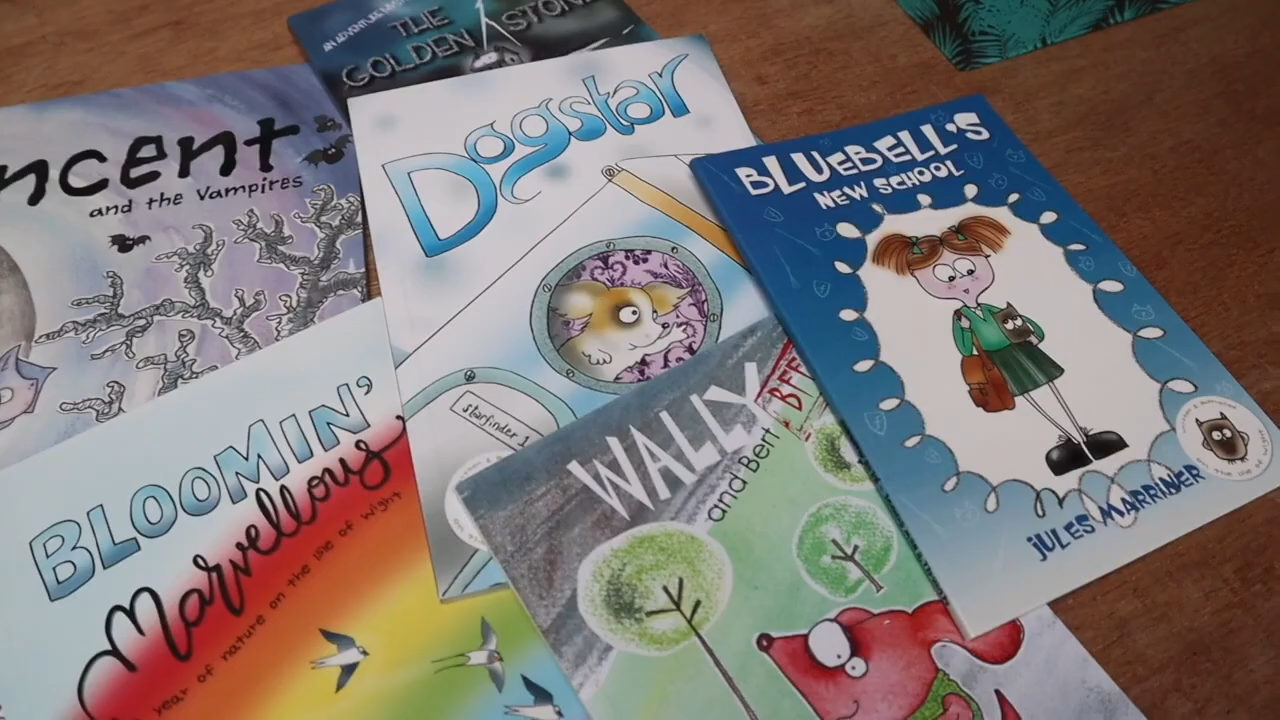 AN ADVENTURE
THE
GOLDEN STONE
ncent
and the Vampires
Dogstar
starfinder 1
BLUEBELL'S
NEW SCHOOL
JULES MARRINER
BLOOMIN'
Marvellous
year of nature on the isle of wight
WALLY
and Bert
BEE